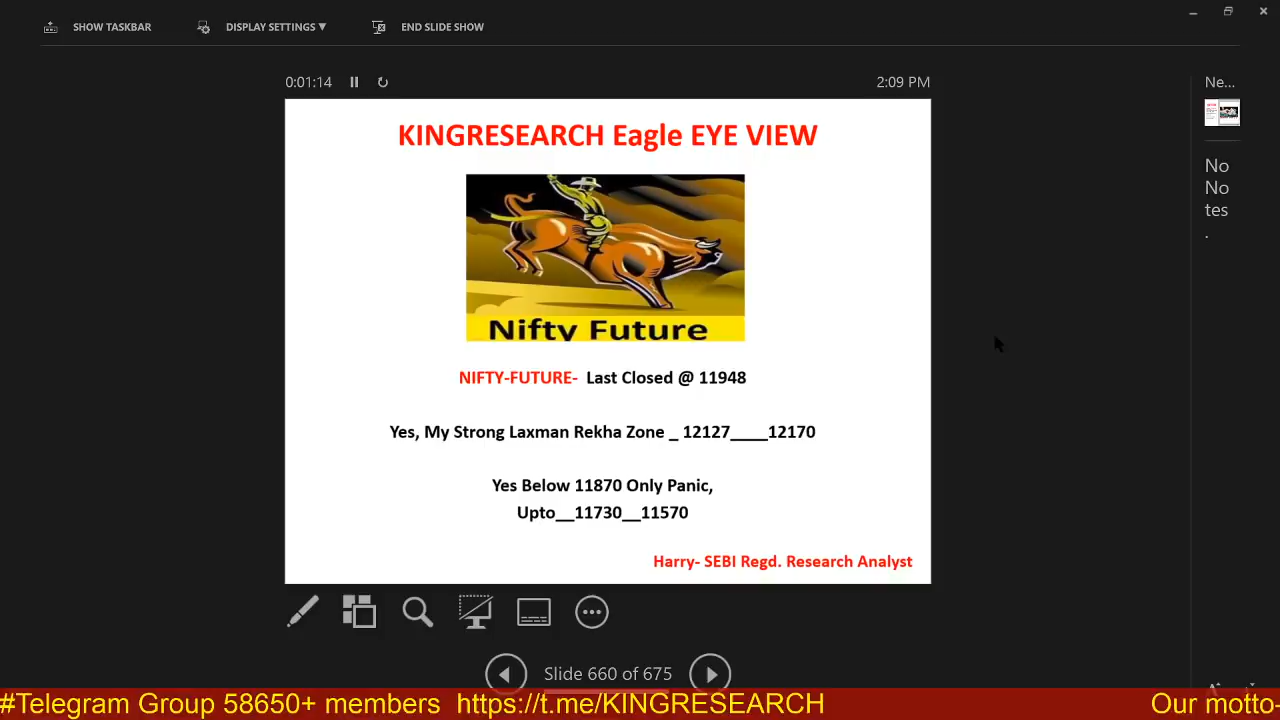 SHOW TASKBAR DISPLAY SETTINGS ▼ END SLIDE SHOW
0:01:14 2:09 PM
Ne...
KINGRESEARCH Eagle EYE VIEW
No
No
tes
.
Nifty Future
NIFTY-FUTURE- Last Closed @ 11948
Yes, My Strong Laxman Rekha Zone _ 12127____12170
Yes Below 11870 Only Panic,
Upto__11730__11570
Harry- SEBI Regd. Research Analyst
Slide 660 of 675
#Telegram Group 58650+ members https://t.me/KINGRESEARCH Our motto-